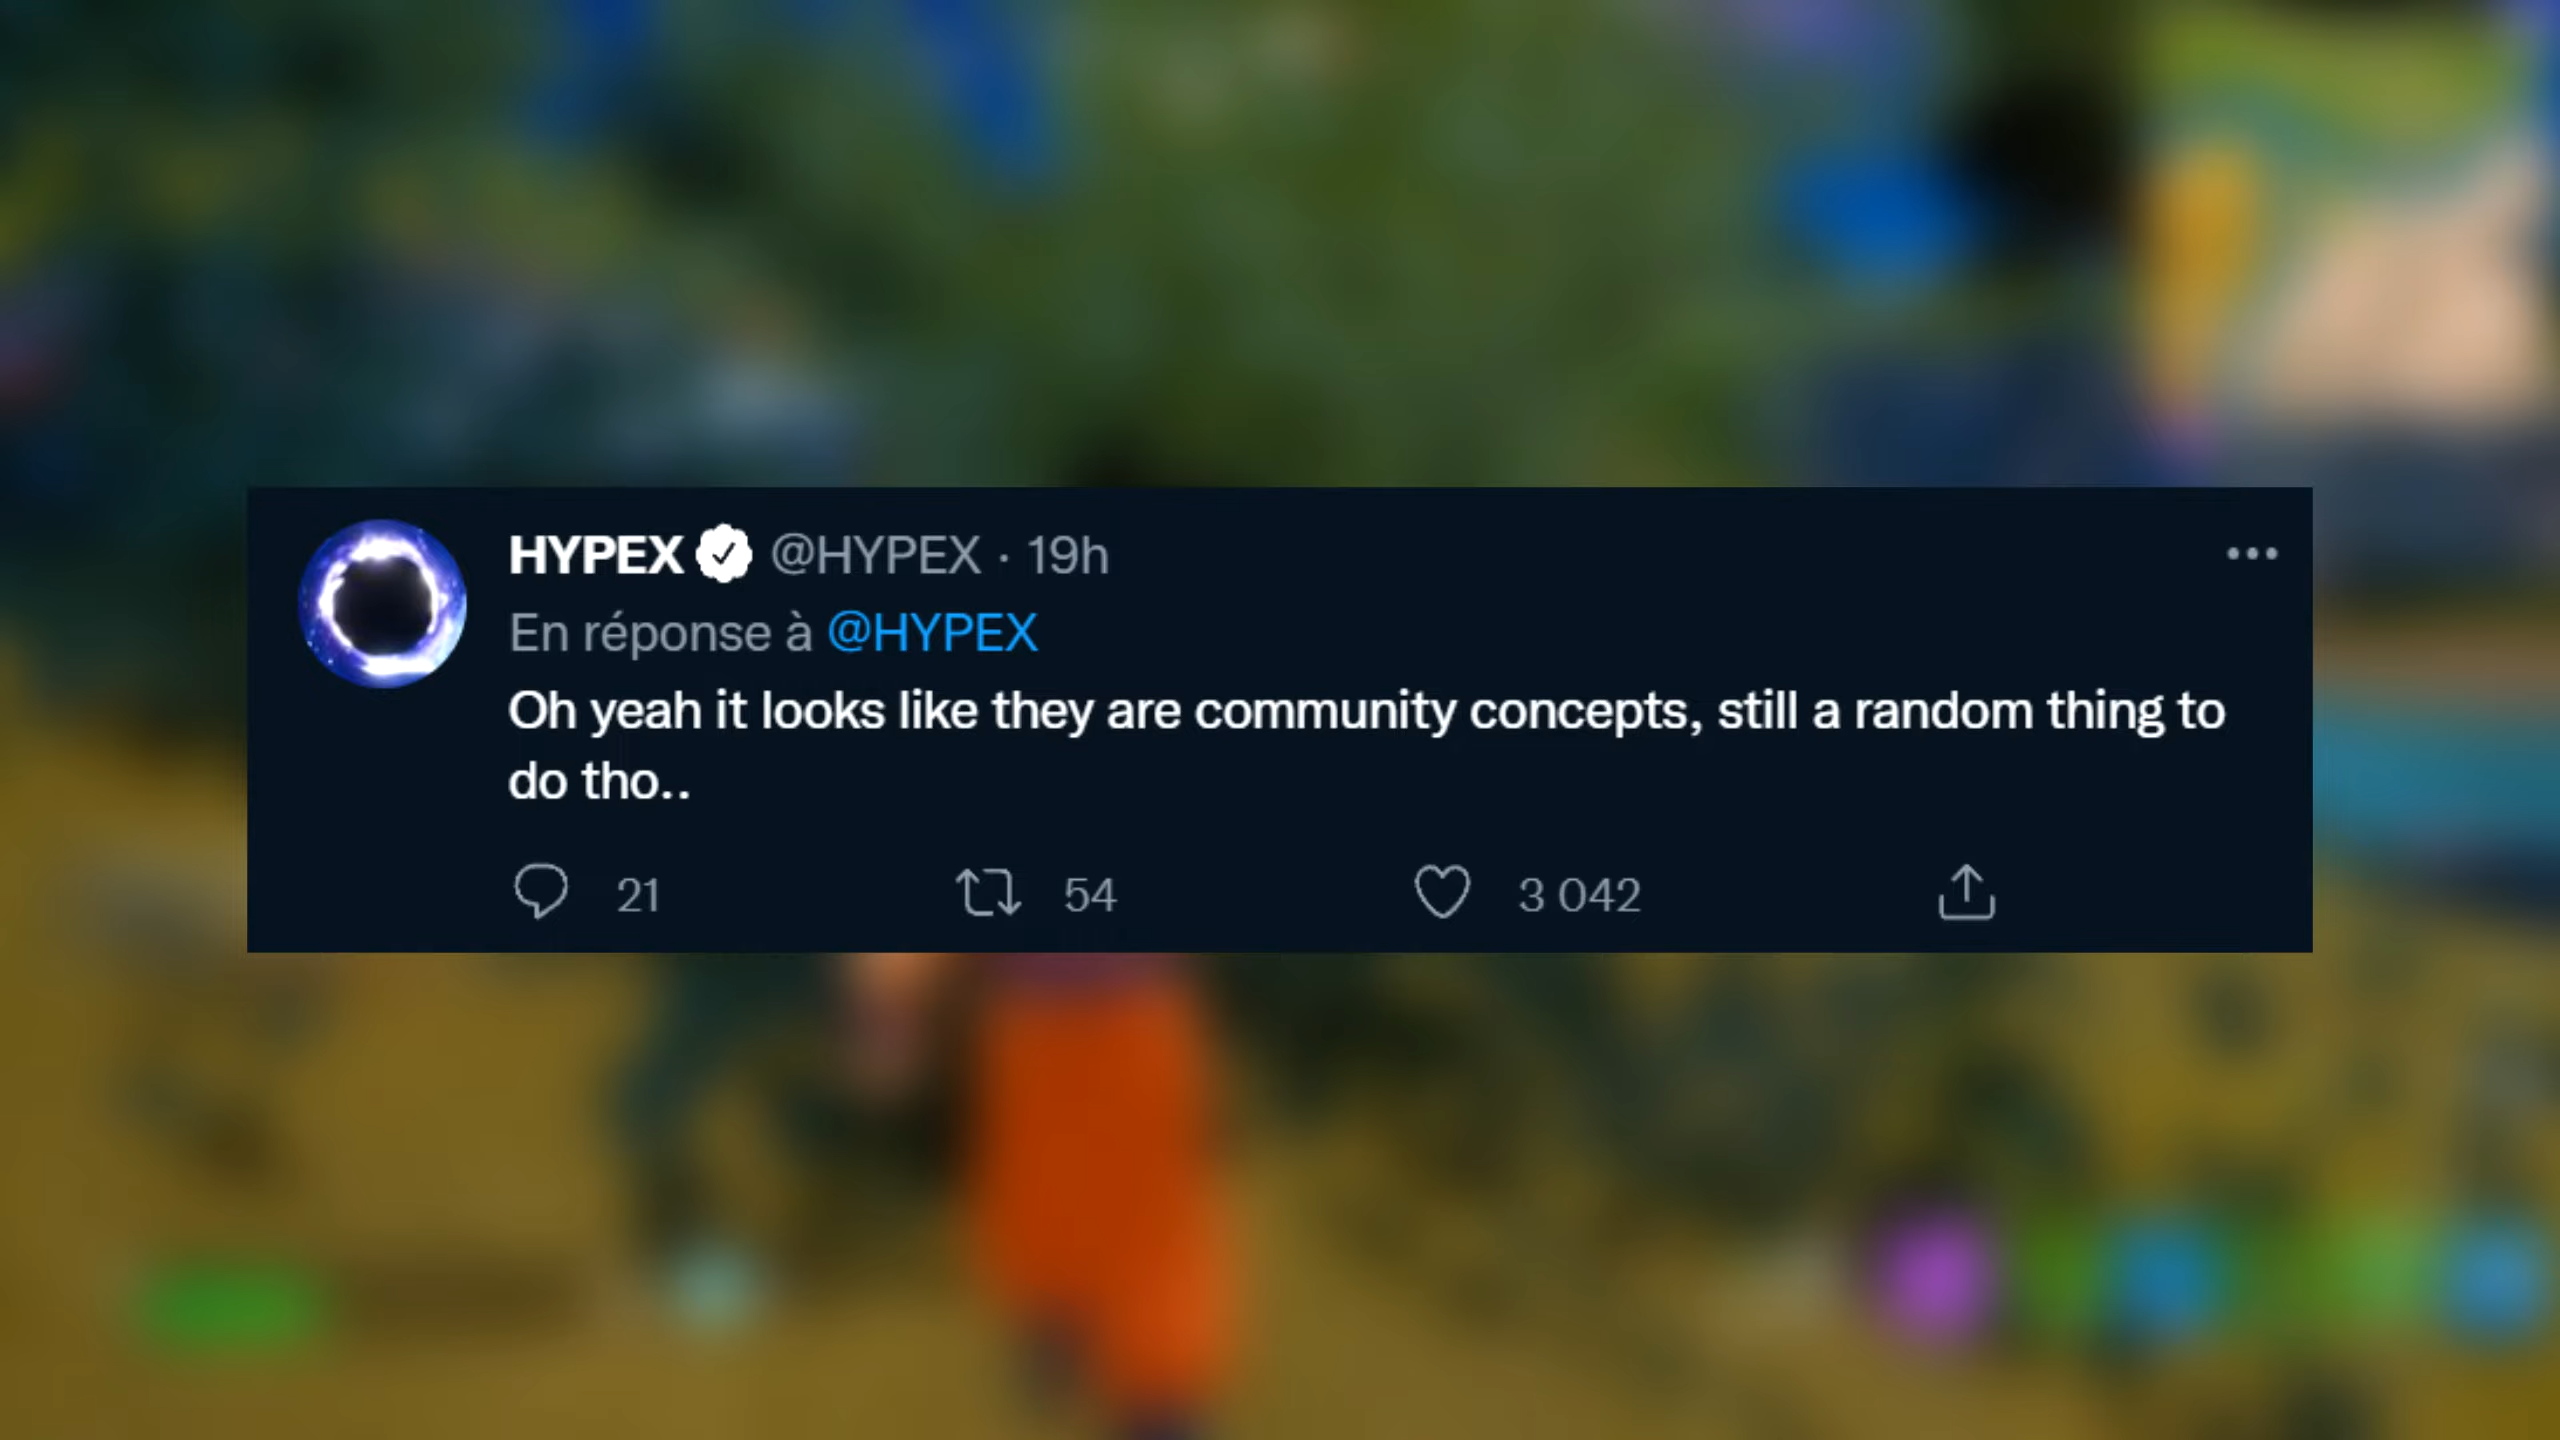 HYPEX @HYPEX · 19h
En réponse à @HYPEX
Oh yeah it looks like they are community concepts, still a random thing to
do tho..
21 54 3 042